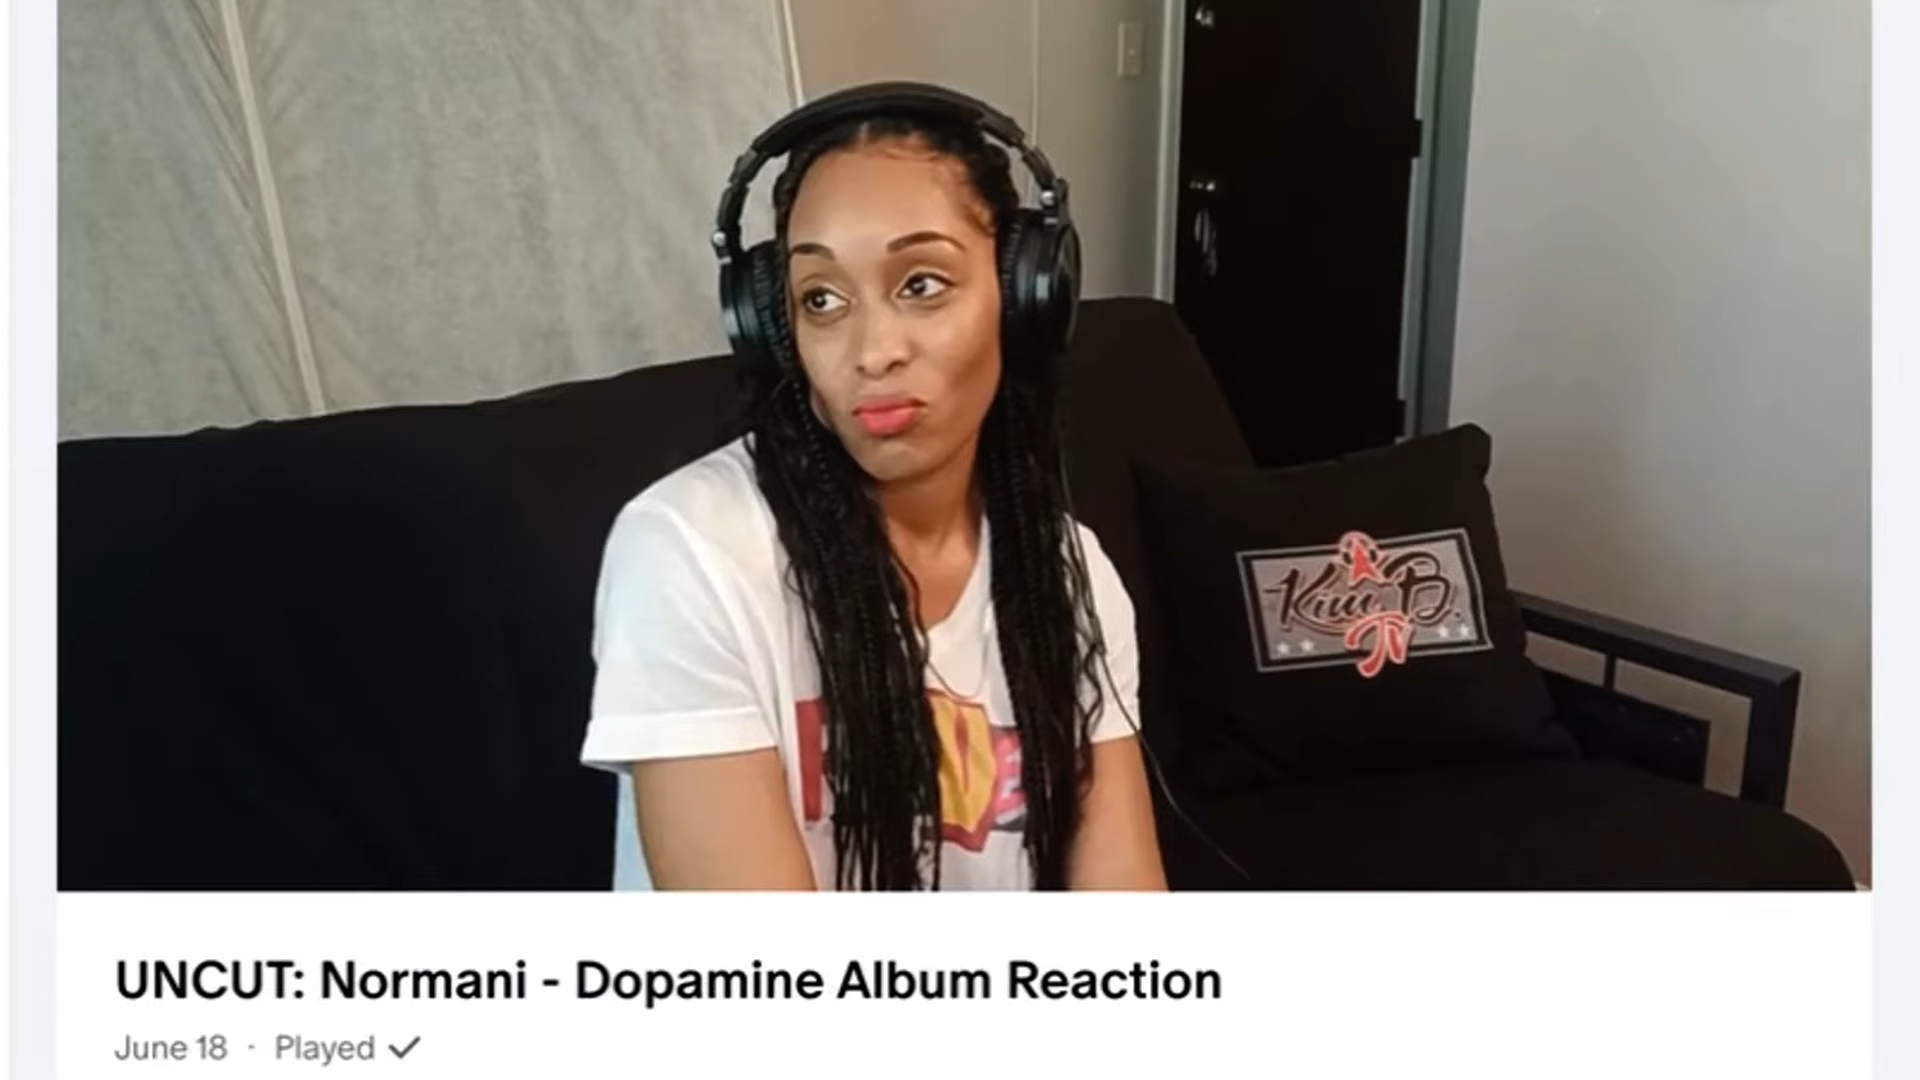 Kim B.
TV
UNCUT: Normani - Dopamine Album Reaction
June 18 · Played ✓